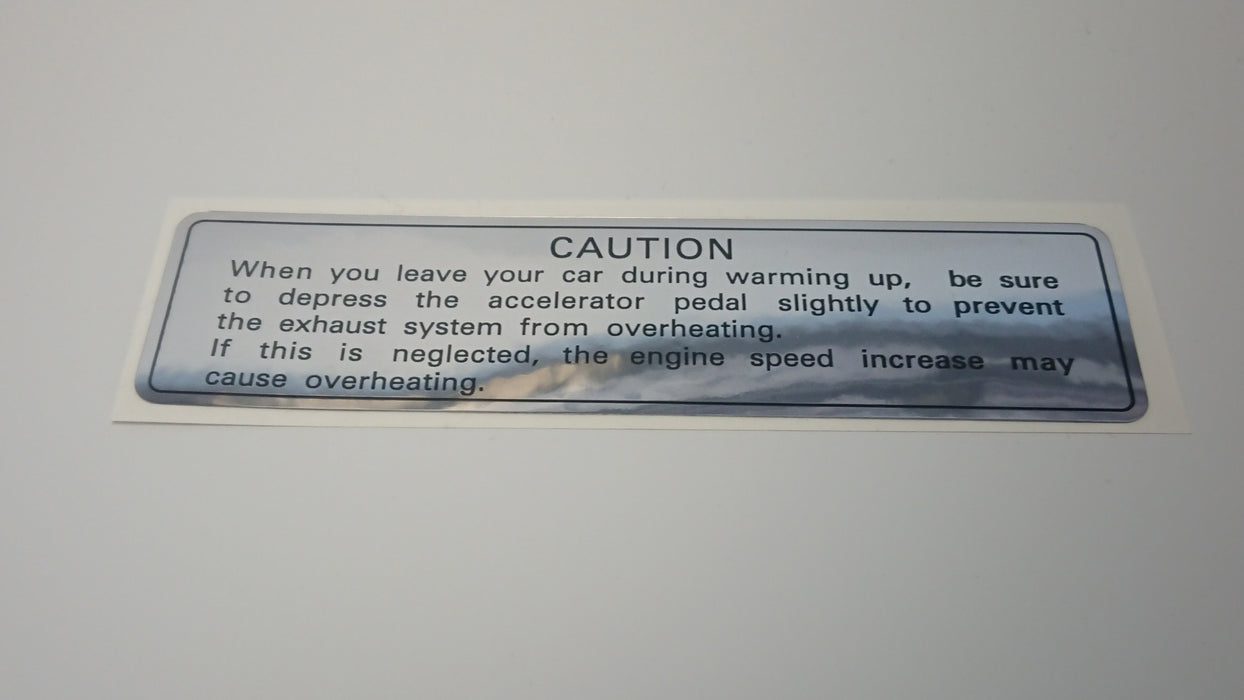 CAUTION
When you leave your car during warming up, be sure
to depress the accelerator pedal slightly to prevent
the exhaust system from overheating.
If this is neglected, the engine speed increase may
cause overheating.